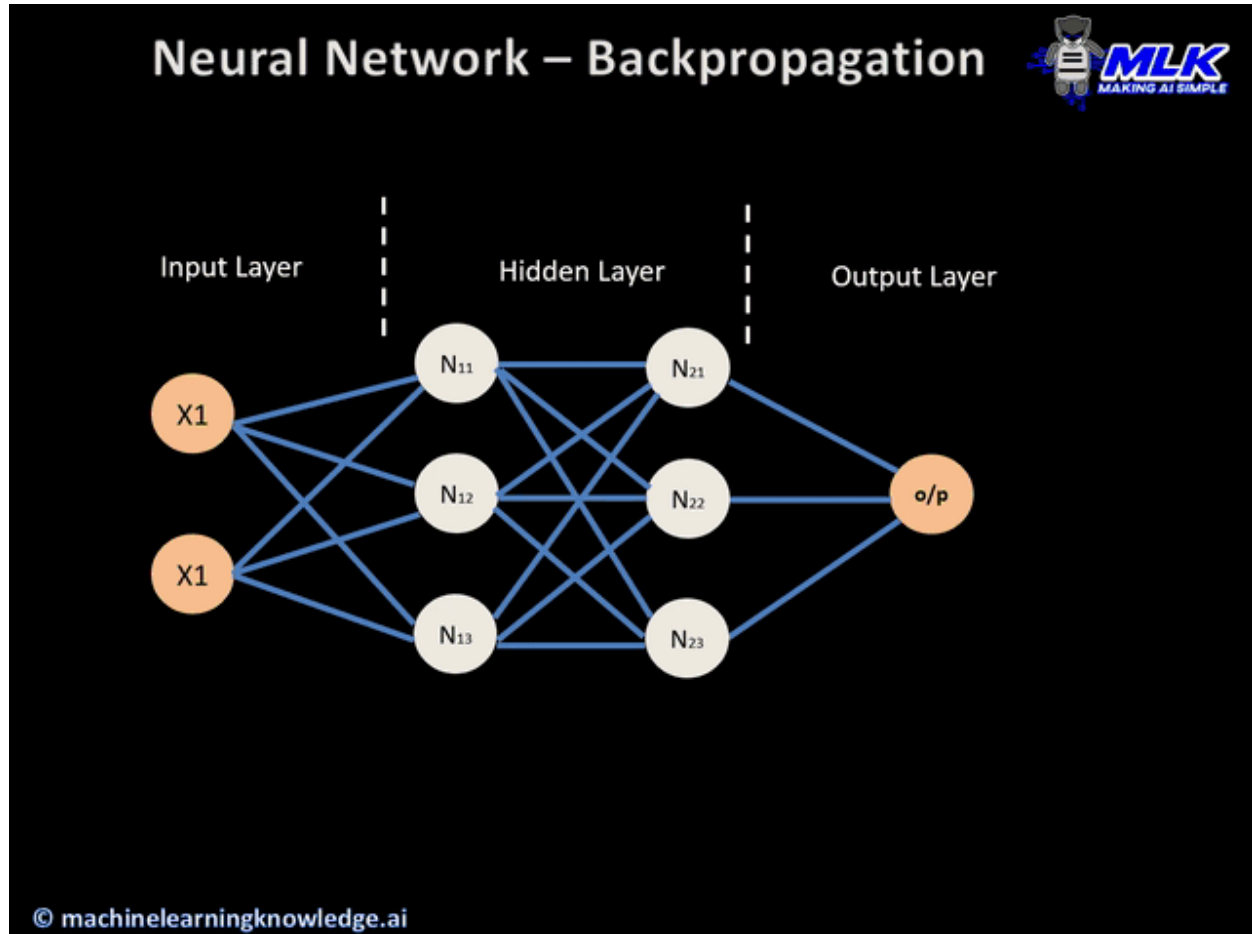 Neural Network – Backpropagation
MLK
MAKING AI SIMPLE
Input Layer
Hidden Layer
Output Layer
N11
N21
X1
N12
N22
o/p
X1
N13
N23
© machinelearningknowledge.ai